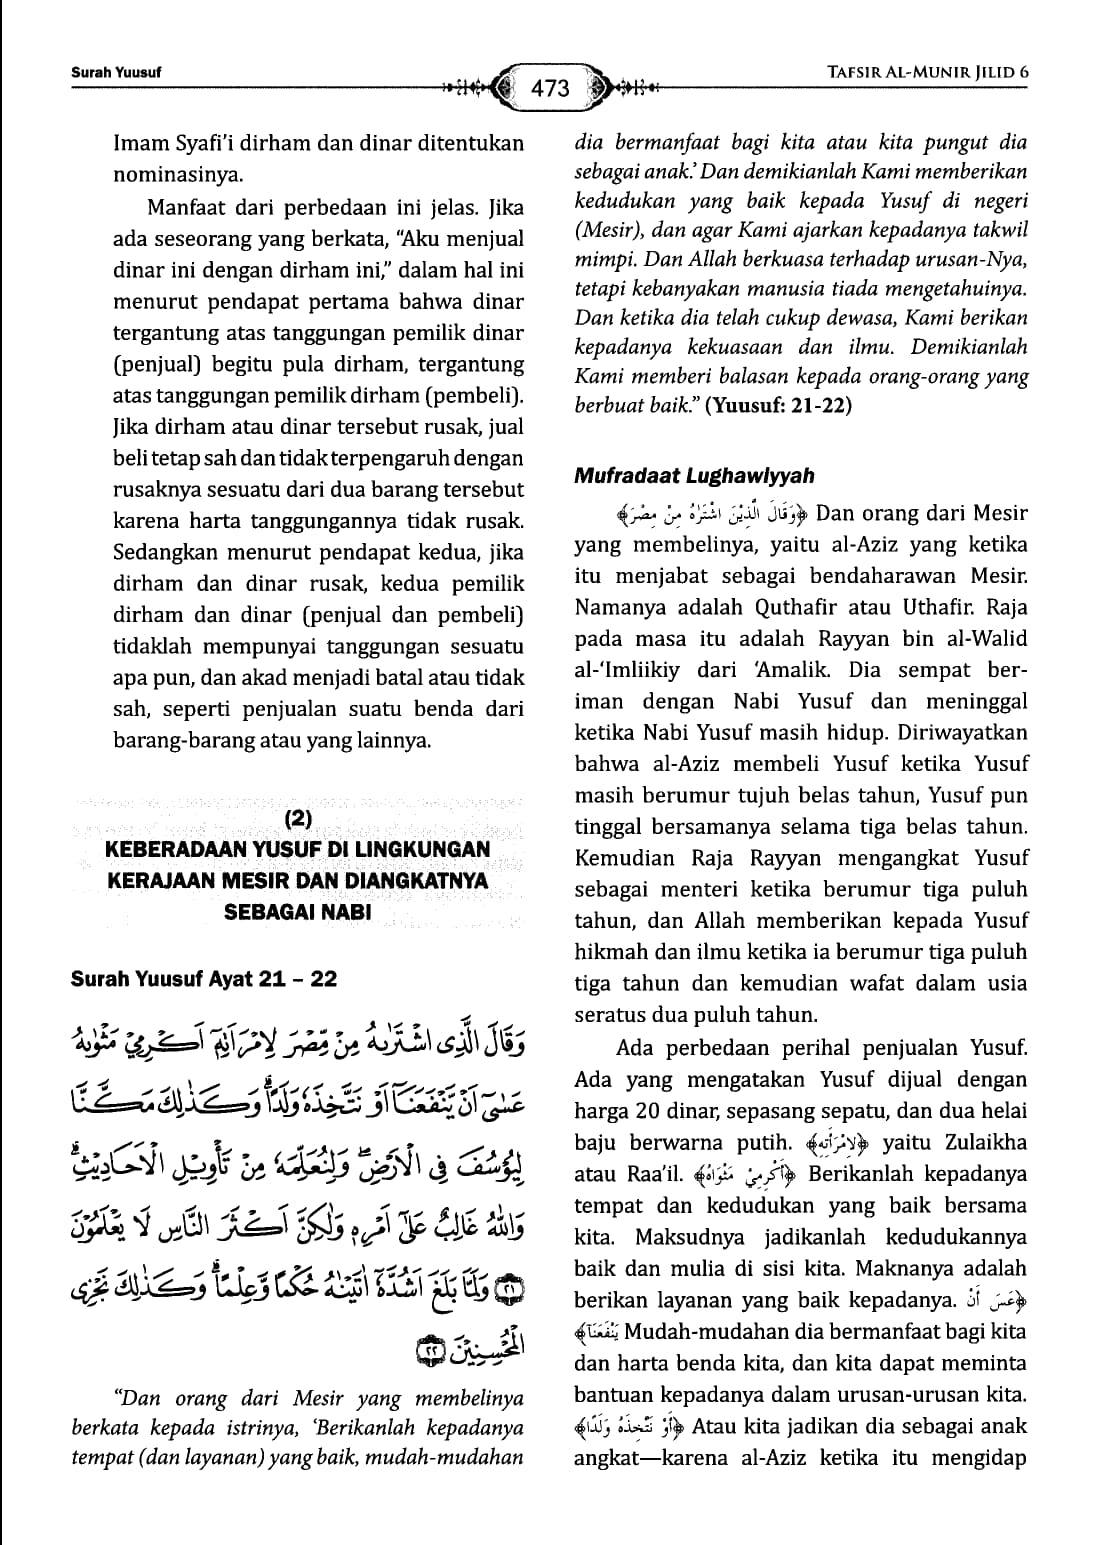 Surah Yuusuf
473
TAFSIR AL-MUNIR JILID 6
Imam Syafi'i dirham dan dinar ditentukan
nominasinya.
Manfaat dari perbedaan ini jelas. Jika
ada seseorang yang berkata, “Aku menjual
dinar ini dengan dirham ini,” dalam hal ini
menurut pendapat pertama bahwa dinar
tergantung atas tanggungan pemilik dinar
(penjual) begitu pula dirham, tergantung
atas tanggungan pemilik dirham (pembeli).
Jika dirham atau dinar tersebut rusak, jual
beli tetap sah dan tidak terpengaruh dengan
rusaknya sesuatu dari dua barang tersebut
karena harta tanggungannya tidak rusak.
Sedangkan menurut pendapat kedua, jika
dirham dan dinar rusak, kedua pemilik
dirham dan dinar (penjual dan pembeli)
tidaklah mempunyai tanggungan sesuatu
apa pun, dan akad menjadi batal atau tidak
sah, seperti penjualan suatu benda dari
barang-barang atau yang lainnya.
(2)
KEBERADAAN YUSUF DI LINGKUNGAN
KERAJAAN MESIR DAN DIANGKATNYA
SEBAGAI NABI
Surah Yuusuf Ayat 21 – 22
وَقَالَ الَّذِى اشْتَرٰىهُ مِنْ مِّصْرَ لِامْرَاَتِهٖٓ اَكْرِمِيْ مَثْوٰىهُ
عَسٰىٓ اَنْ يَّنْفَعَنَآ اَوْ نَتَّخِذَهٗ وَلَدًاۗ وَكَذٰلِكَ مَكَّنَّا
لِيُوْسُفَ فِى الْاَرْضِۖ وَلِنُعَلِّمَهٗ مِنْ تَأْوِيْلِ الْاَحَادِيْثِۗ
وَاللّٰهُ غَالِبٌ عَلٰٓى اَمْرِهٖ وَلٰكِنَّ اَكْثَرَ النَّاسِ لَا يَعْلَمُوْنَ
٢١ وَلَمَّا بَلَغَ اَشُدَّهٗٓ اٰتَيْنٰهُ حُكْمًا وَّعِلْمًاۗ وَكَذٰلِكَ نَجْزِى
الْمُحْسِنِيْنَ ٢٢
“Dan orang dari Mesir yang membelinya
berkata kepada istrinya, ‘Berikanlah kepadanya
tempat (dan layanan) yang baik, mudah-mudahan
dia bermanfaat bagi kita atau kita pungut dia
sebagai anak.’ Dan demikianlah Kami memberikan
kedudukan yang baik kepada Yusuf di negeri
(Mesir), dan agar Kami ajarkan kepadanya takwil
mimpi. Dan Allah berkuasa terhadap urusan-Nya,
tetapi kebanyakan manusia tiada mengetahuinya.
Dan ketika dia telah cukup dewasa, Kami berikan
kepadanya kekuasaan dan ilmu. Demikianlah
Kami memberi balasan kepada orang-orang yang
berbuat baik.” (Yuusuf: 21-22)
Mufradaat Lughawiyyah
﴿وَقَالَ الَّذِيْنَ اشْتَرَاهُ مِنْ مِصْرَ﴾ Dan orang dari Mesir
yang membelinya, yaitu al-Aziz yang ketika
itu menjabat sebagai bendaharawan Mesir.
Namanya adalah Quthafir atau Uthafir. Raja
pada masa itu adalah Rayyan bin al-Walid
al-‘Imliikiy dari ‘Amalik. Dia sempat ber-
iman dengan Nabi Yusuf dan meninggal
ketika Nabi Yusuf masih hidup. Diriwayatkan
bahwa al-Aziz membeli Yusuf ketika Yusuf
masih berumur tujuh belas tahun, Yusuf pun
tinggal bersamanya selama tiga belas tahun.
Kemudian Raja Rayyan mengangkat Yusuf
sebagai menteri ketika berumur tiga puluh
tahun, dan Allah memberikan kepada Yusuf
hikmah dan ilmu ketika ia berumur tiga puluh
tiga tahun dan kemudian wafat dalam usia
seratus dua puluh tahun.
Ada perbedaan perihal penjualan Yusuf.
Ada yang mengatakan Yusuf dijual dengan
harga 20 dinar, sepasang sepatu, dan dua helai
baju berwarna putih. ﴿لِامْرَأَتِهِ﴾ yaitu Zulaikha
atau Raa’il. ﴿أَكْرِمِيْ مَثْوَاهُ﴾ Berikanlah kepadanya
tempat dan kedudukan yang baik bersama
kita. Maksudnya jadikanlah kedudukannya
baik dan mulia di sisi kita. Maknanya adalah
berikan layanan yang baik kepadanya. ﴿عَسَ أَنْ
يَنْفَعَنَآ﴾ Mudah-mudahan dia bermanfaat bagi kita
dan harta benda kita, dan kita dapat meminta
bantuan kepadanya dalam urusan-urusan kita.
﴿أَوْ نَتَّخِذَهُ وَلَدًا﴾ Atau kita jadikan dia sebagai anak
angkat—karena al-Aziz ketika itu mengidap